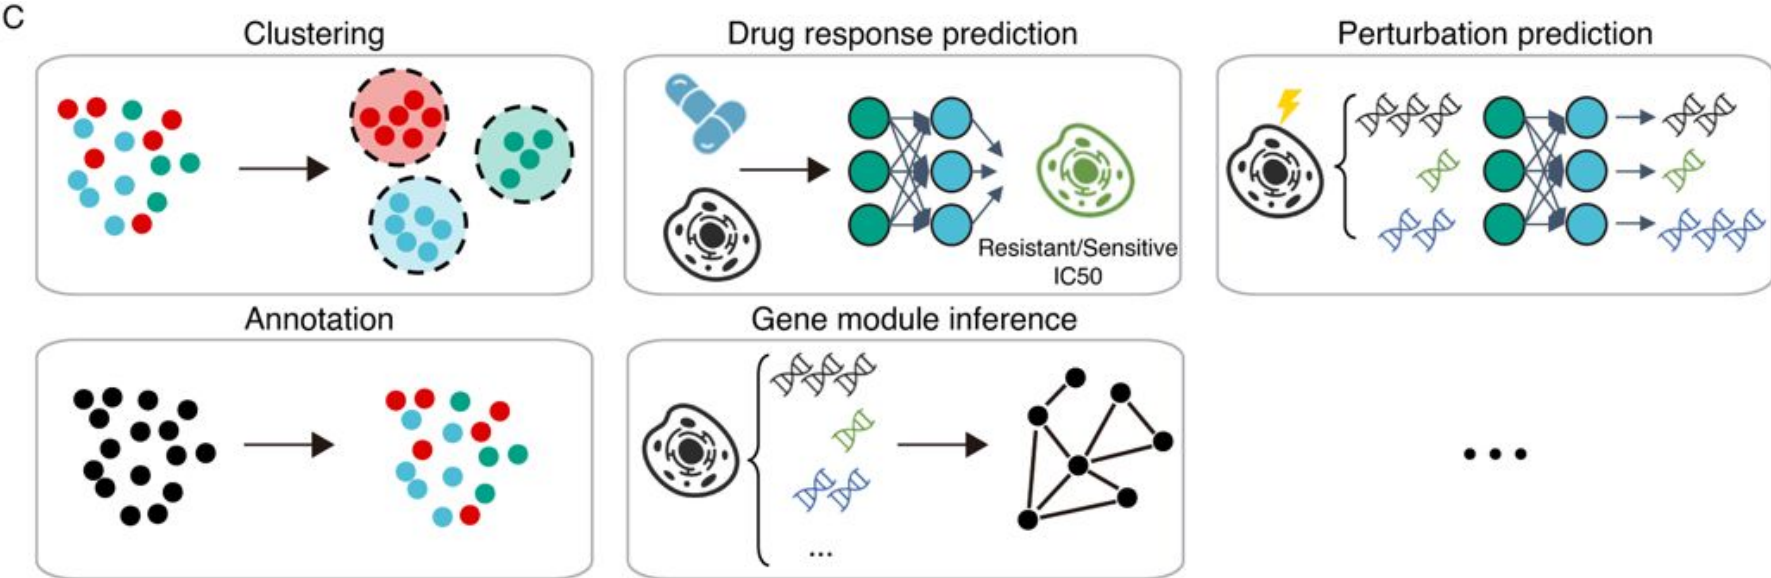 C
Clustering
Drug response prediction
Perturbation prediction
Resistant/Sensitive
IC50
Annotation
Gene module inference
...
...